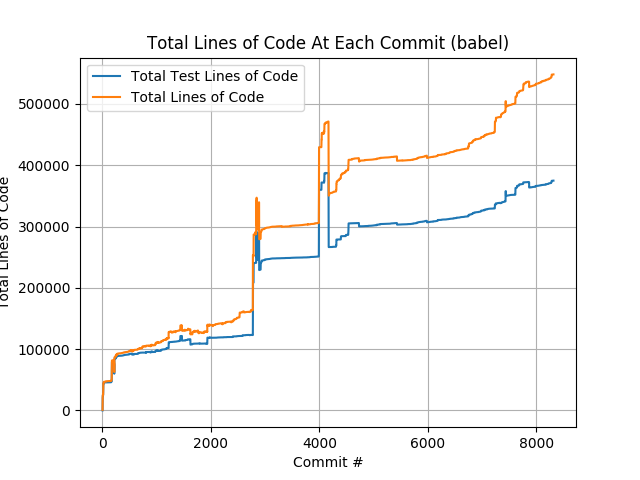 Total Lines of Code At Each Commit (babel)
Total Test Lines of Code
Total Lines of Code
500000
400000
300000
200000
100000
0
Total Lines of Code
0 2000 4000 6000 8000
Commit #